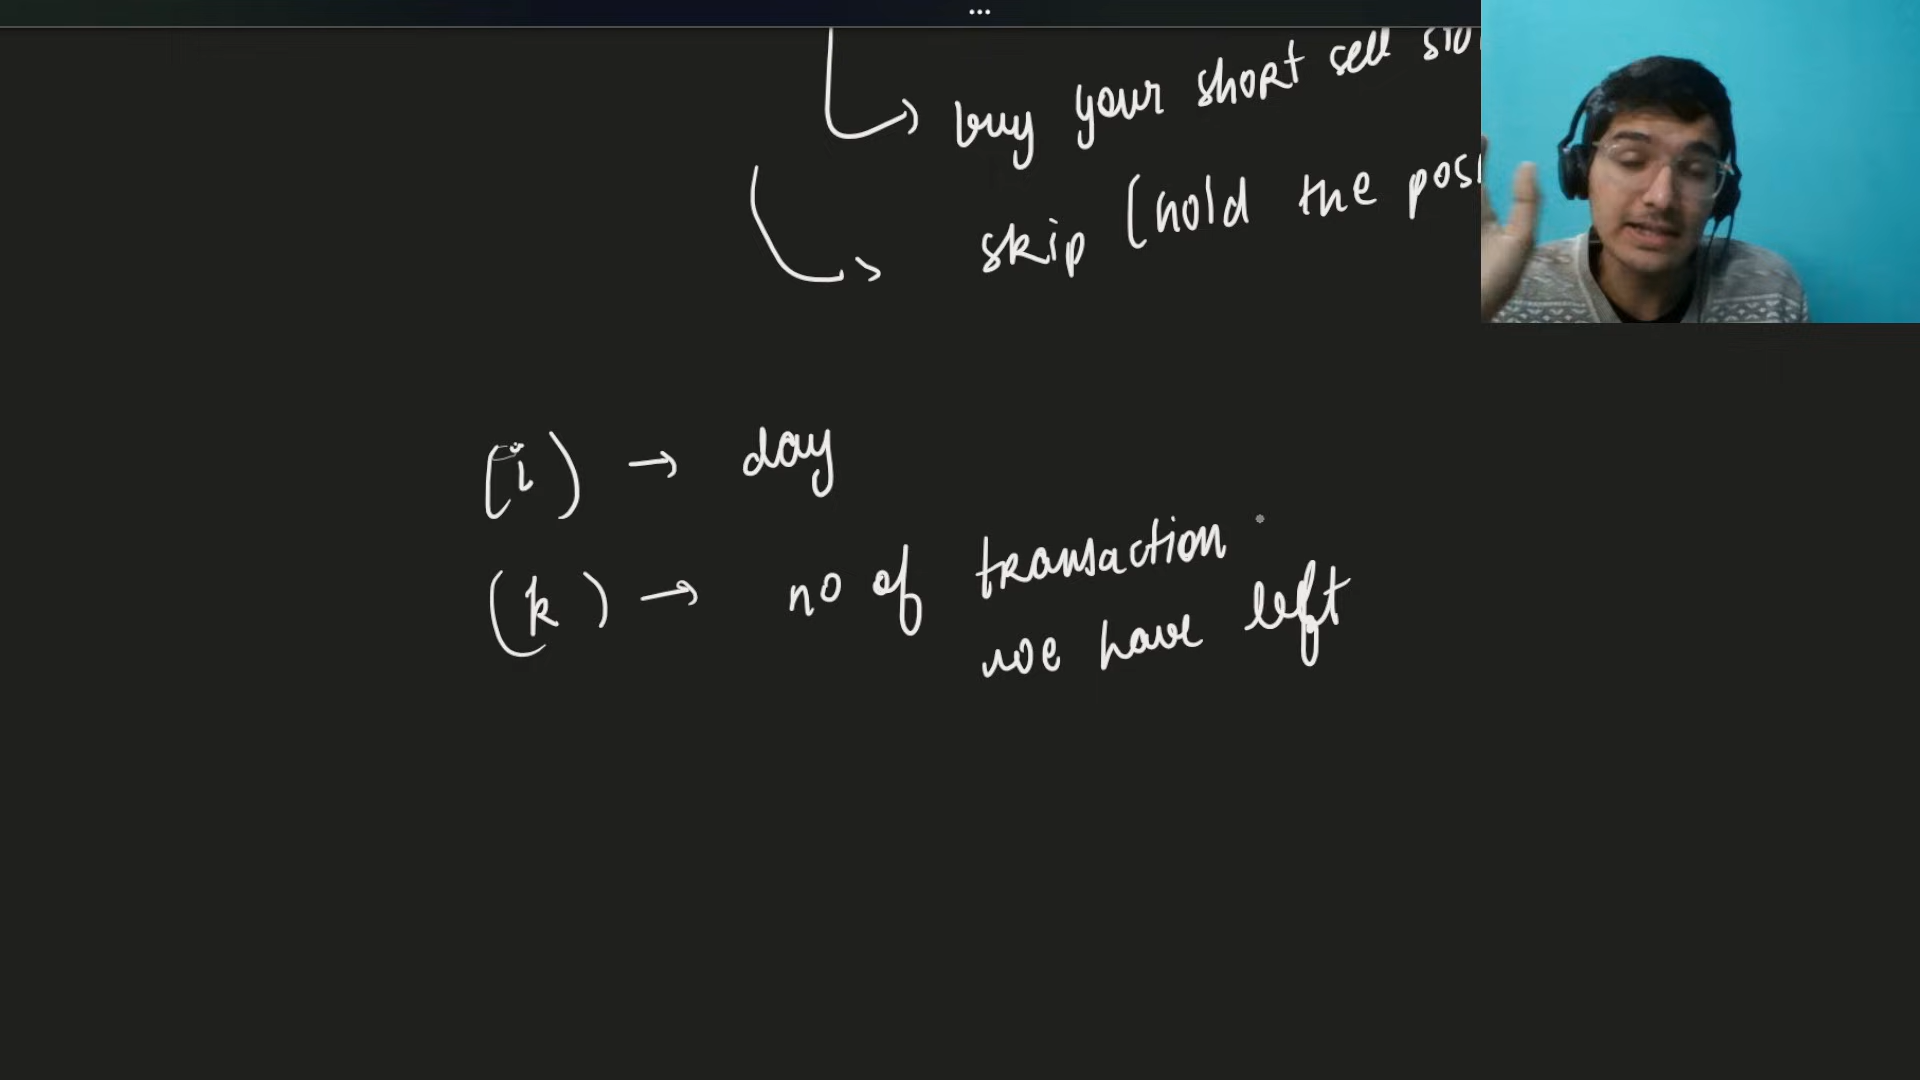 ...
buy your short sell
skip (hold the
(i) → day
(k) → no of transaction
we have left